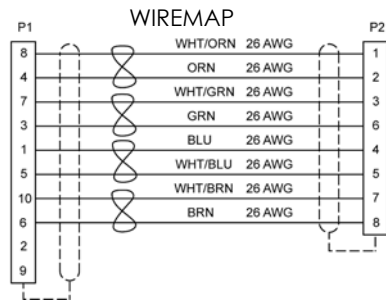 WIREMAP
P1 P2
8 WHT/ORN 26 AWG 1
4 ORN 26 AWG 2
7 WHT/GRN 26 AWG 3
3 GRN 26 AWG 6
1 BLU 26 AWG 4
5 WHT/BLU 26 AWG 5
10 WHT/BRN 26 AWG 7
6 BRN 26 AWG 8
2
9